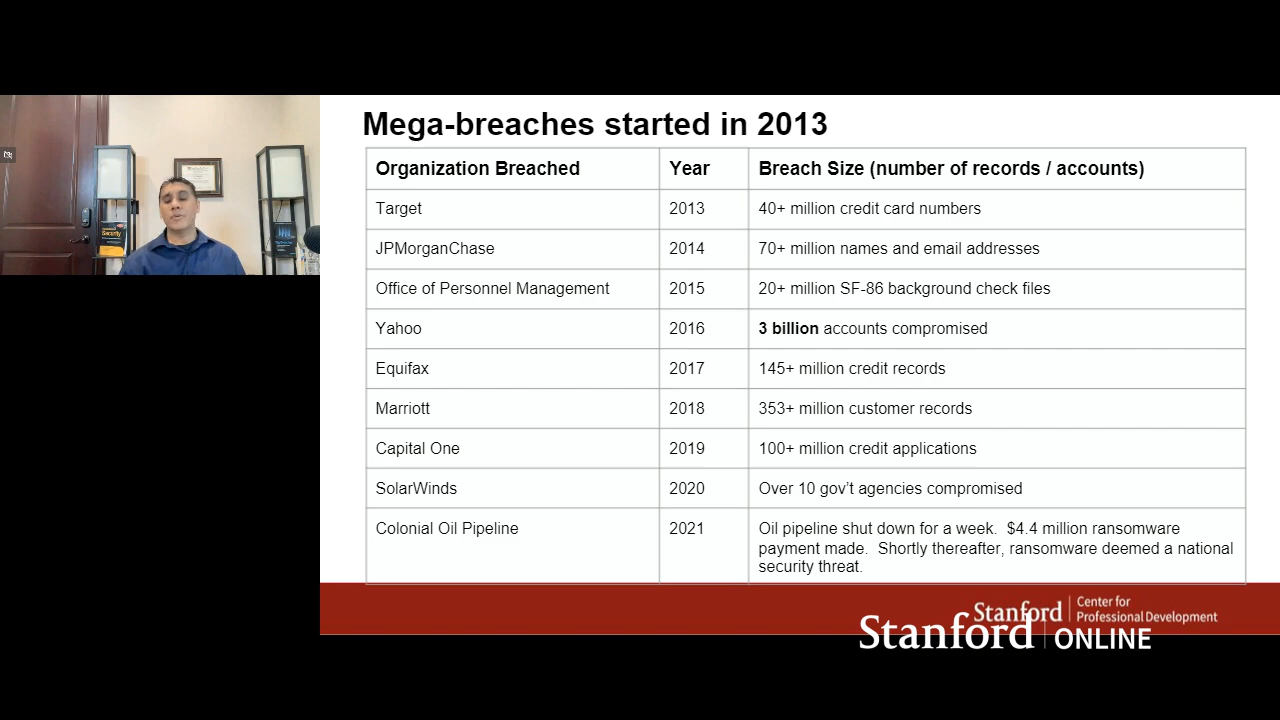 Mega-breaches started in 2013
Organization Breached Year Breach Size (number of records / accounts)
Target 2013 40+ million credit card numbers
JPMorganChase 2014 70+ million names and email addresses
Office of Personnel Management 2015 20+ million SF-86 background check files
Yahoo 2016 3 billion accounts compromised
Equifax 2017 145+ million credit records
Marriott 2018 353+ million customer records
Capital One 2019 100+ million credit applications
SolarWinds 2020 Over 10 gov't agencies compromised
Colonial Oil Pipeline 2021 Oil pipeline shut down for a week. $4.4 million ransomware
payment made. Shortly thereafter, ransomware deemed a national
security threat.
Stanford Center for
Professional Development
Stanford ONLINE
Security